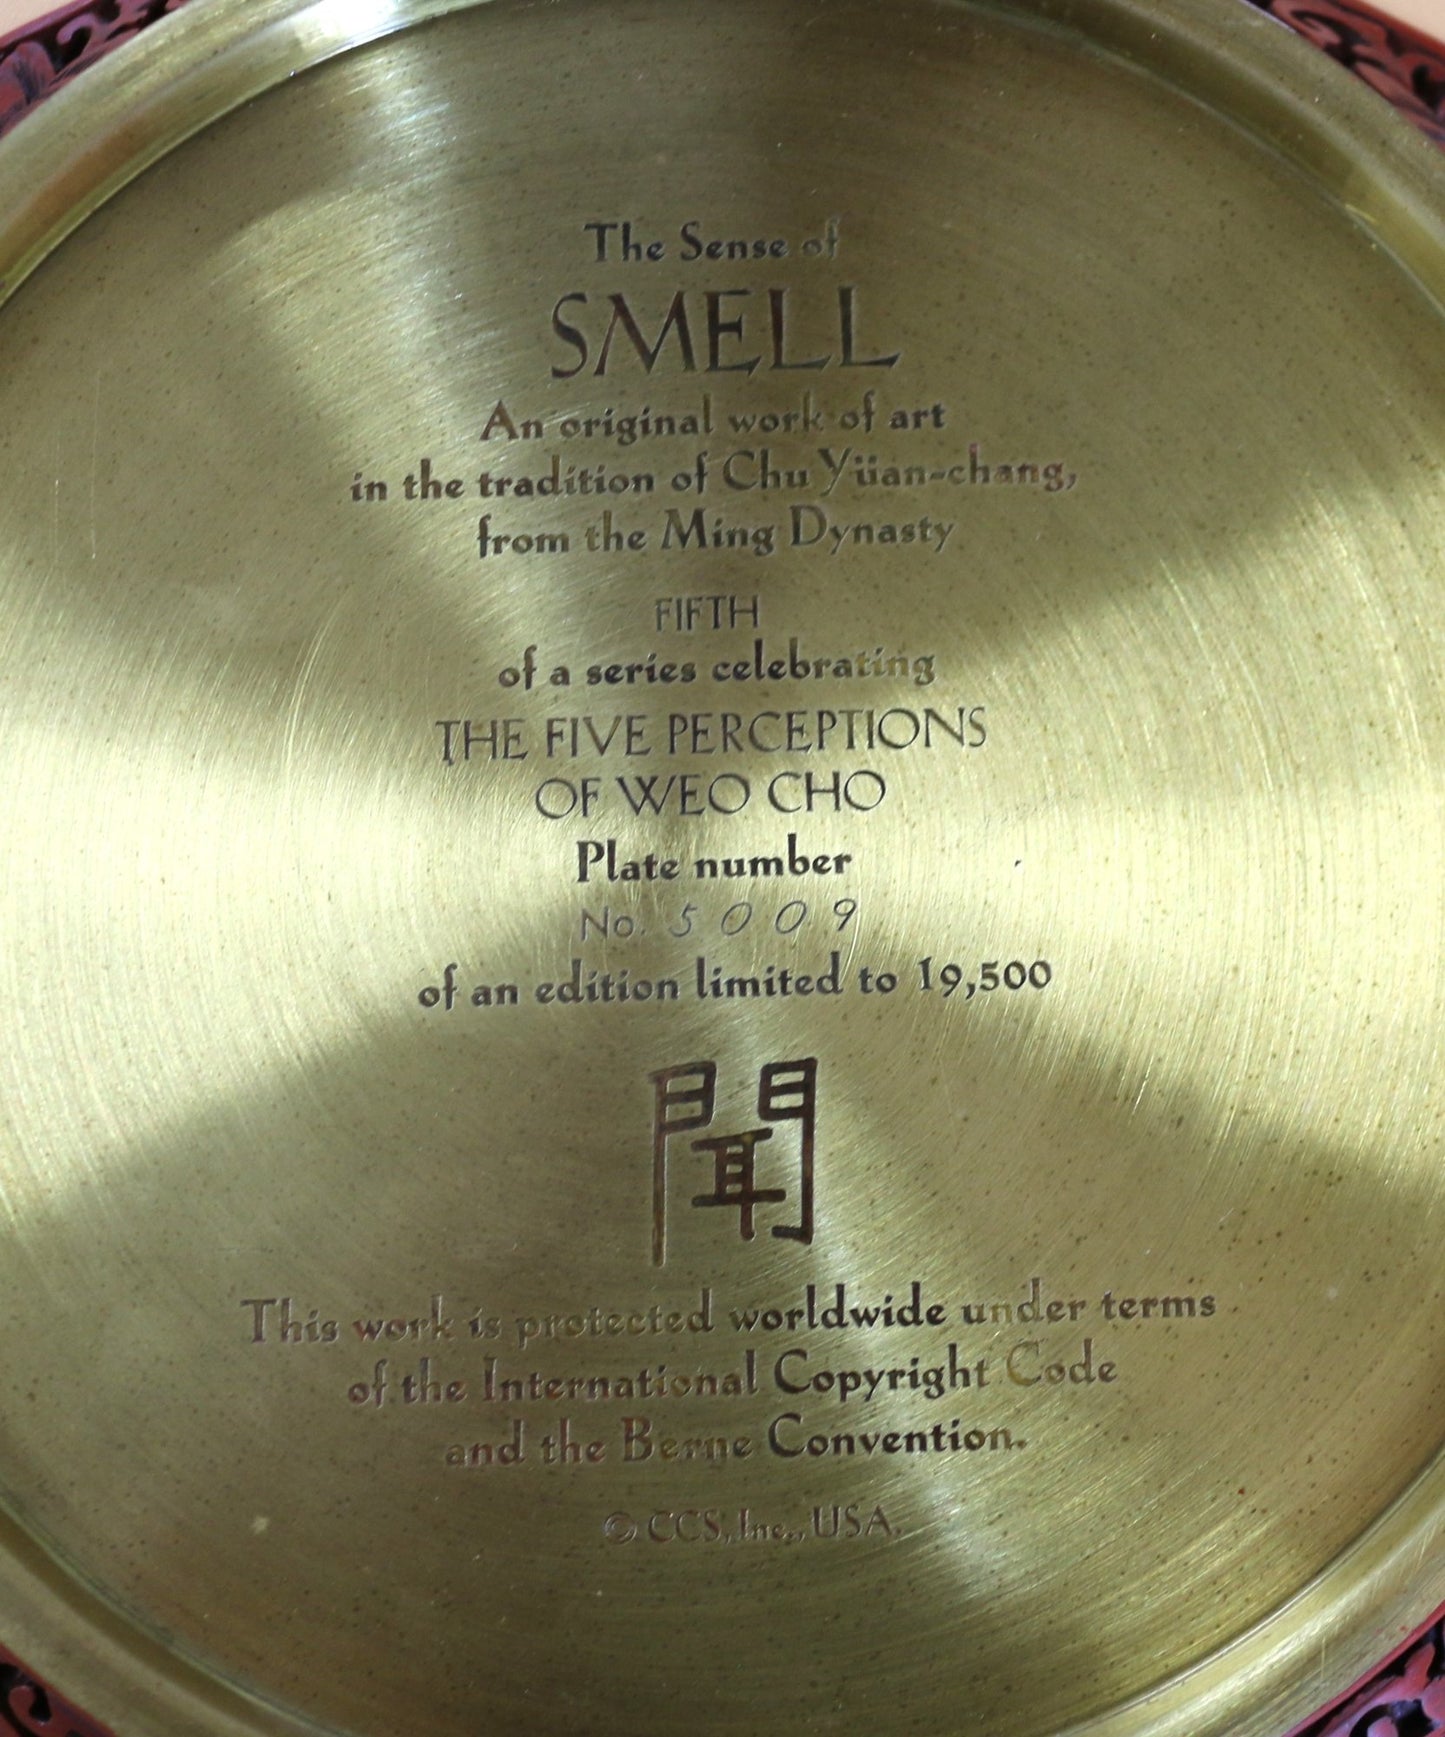 The Sense of
SMELL
An original work of art
in the tradition of Chu Yüan-chang,
from the Ming Dynasty
FIFTH
of a series celebrating
THE FIVE PERCEPTIONS
OF WEO CHO
Plate number
No. 5009
of an edition limited to 19,500
聞
This work is protected worldwide under terms
of the International Copyright Code
and the Berne Convention.
© CCS, Inc., USA.